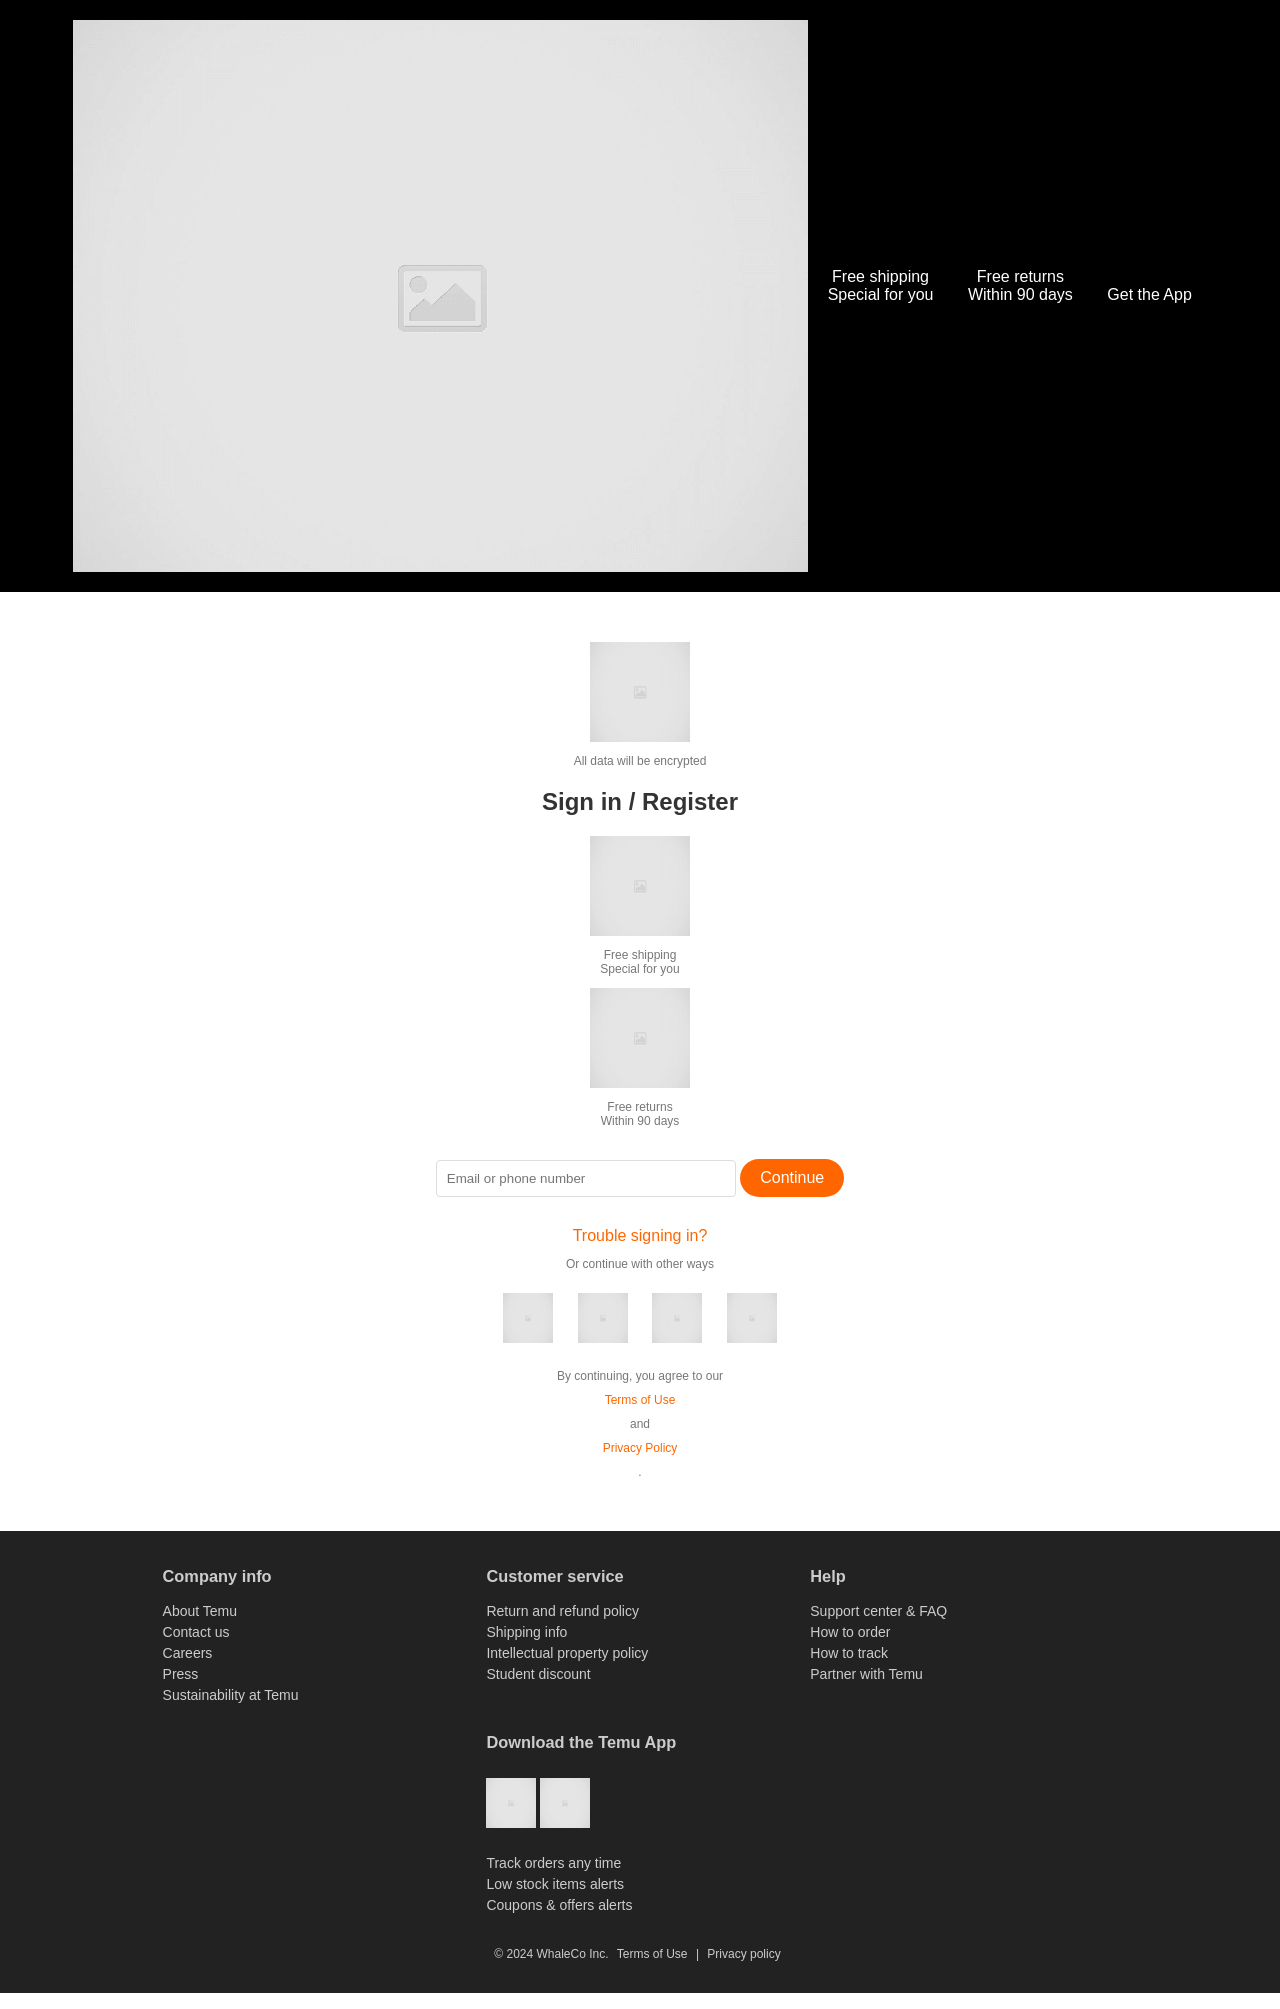 Free shipping
Special for you
Free returns
Within 90 days
Get the App
All data will be encrypted
Sign in / Register
Free shipping
Special for you
Free returns
Within 90 days
Email or phone number
Continue
Trouble signing in?
Or continue with other ways
By continuing, you agree to our
Terms of Use
and
Privacy Policy
.
Company info
About Temu
Contact us
Careers
Press
Sustainability at Temu
Customer service
Return and refund policy
Shipping info
Intellectual property policy
Student discount
Help
Support center & FAQ
How to order
How to track
Partner with Temu
Download the Temu App
Track orders any time
Low stock items alerts
Coupons & offers alerts
© 2024 WhaleCo Inc. Terms of Use | Privacy policy